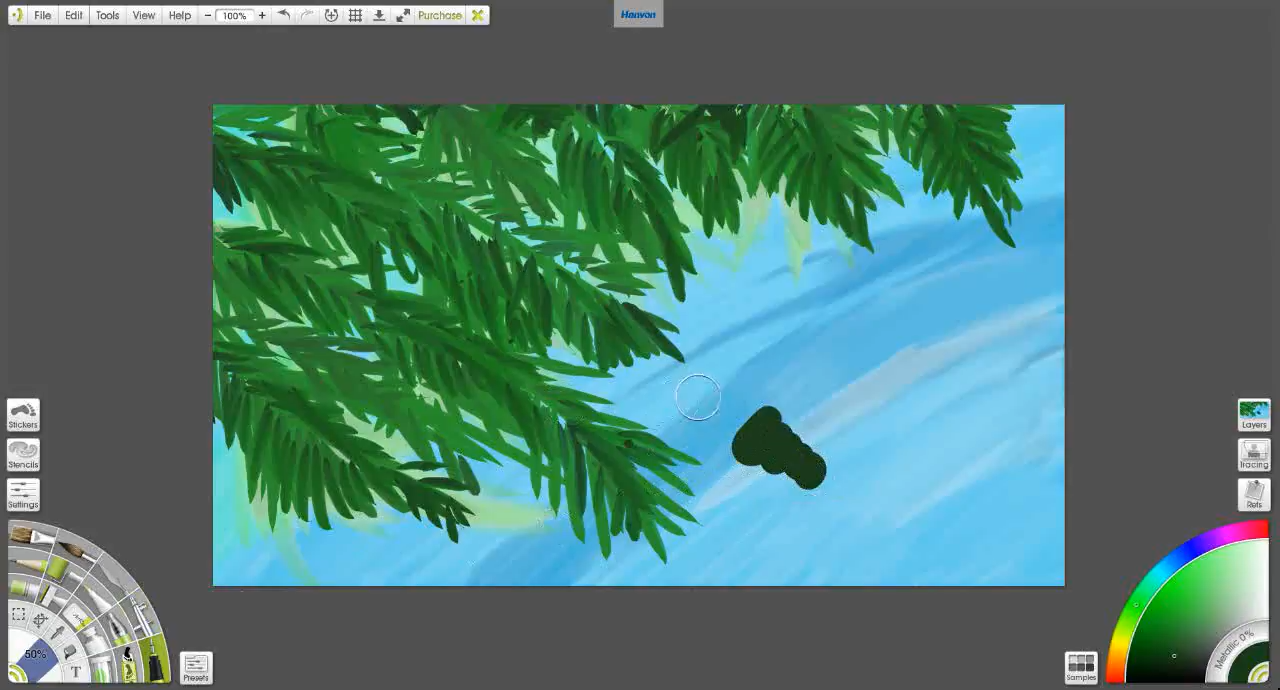 File Edit Tools View Help − 100% + Purchase
Hanvon
Stickers
Stencils
Settings
Layers
Tracing
Refs
50%
T
Presets
Samples
Metallic 0%